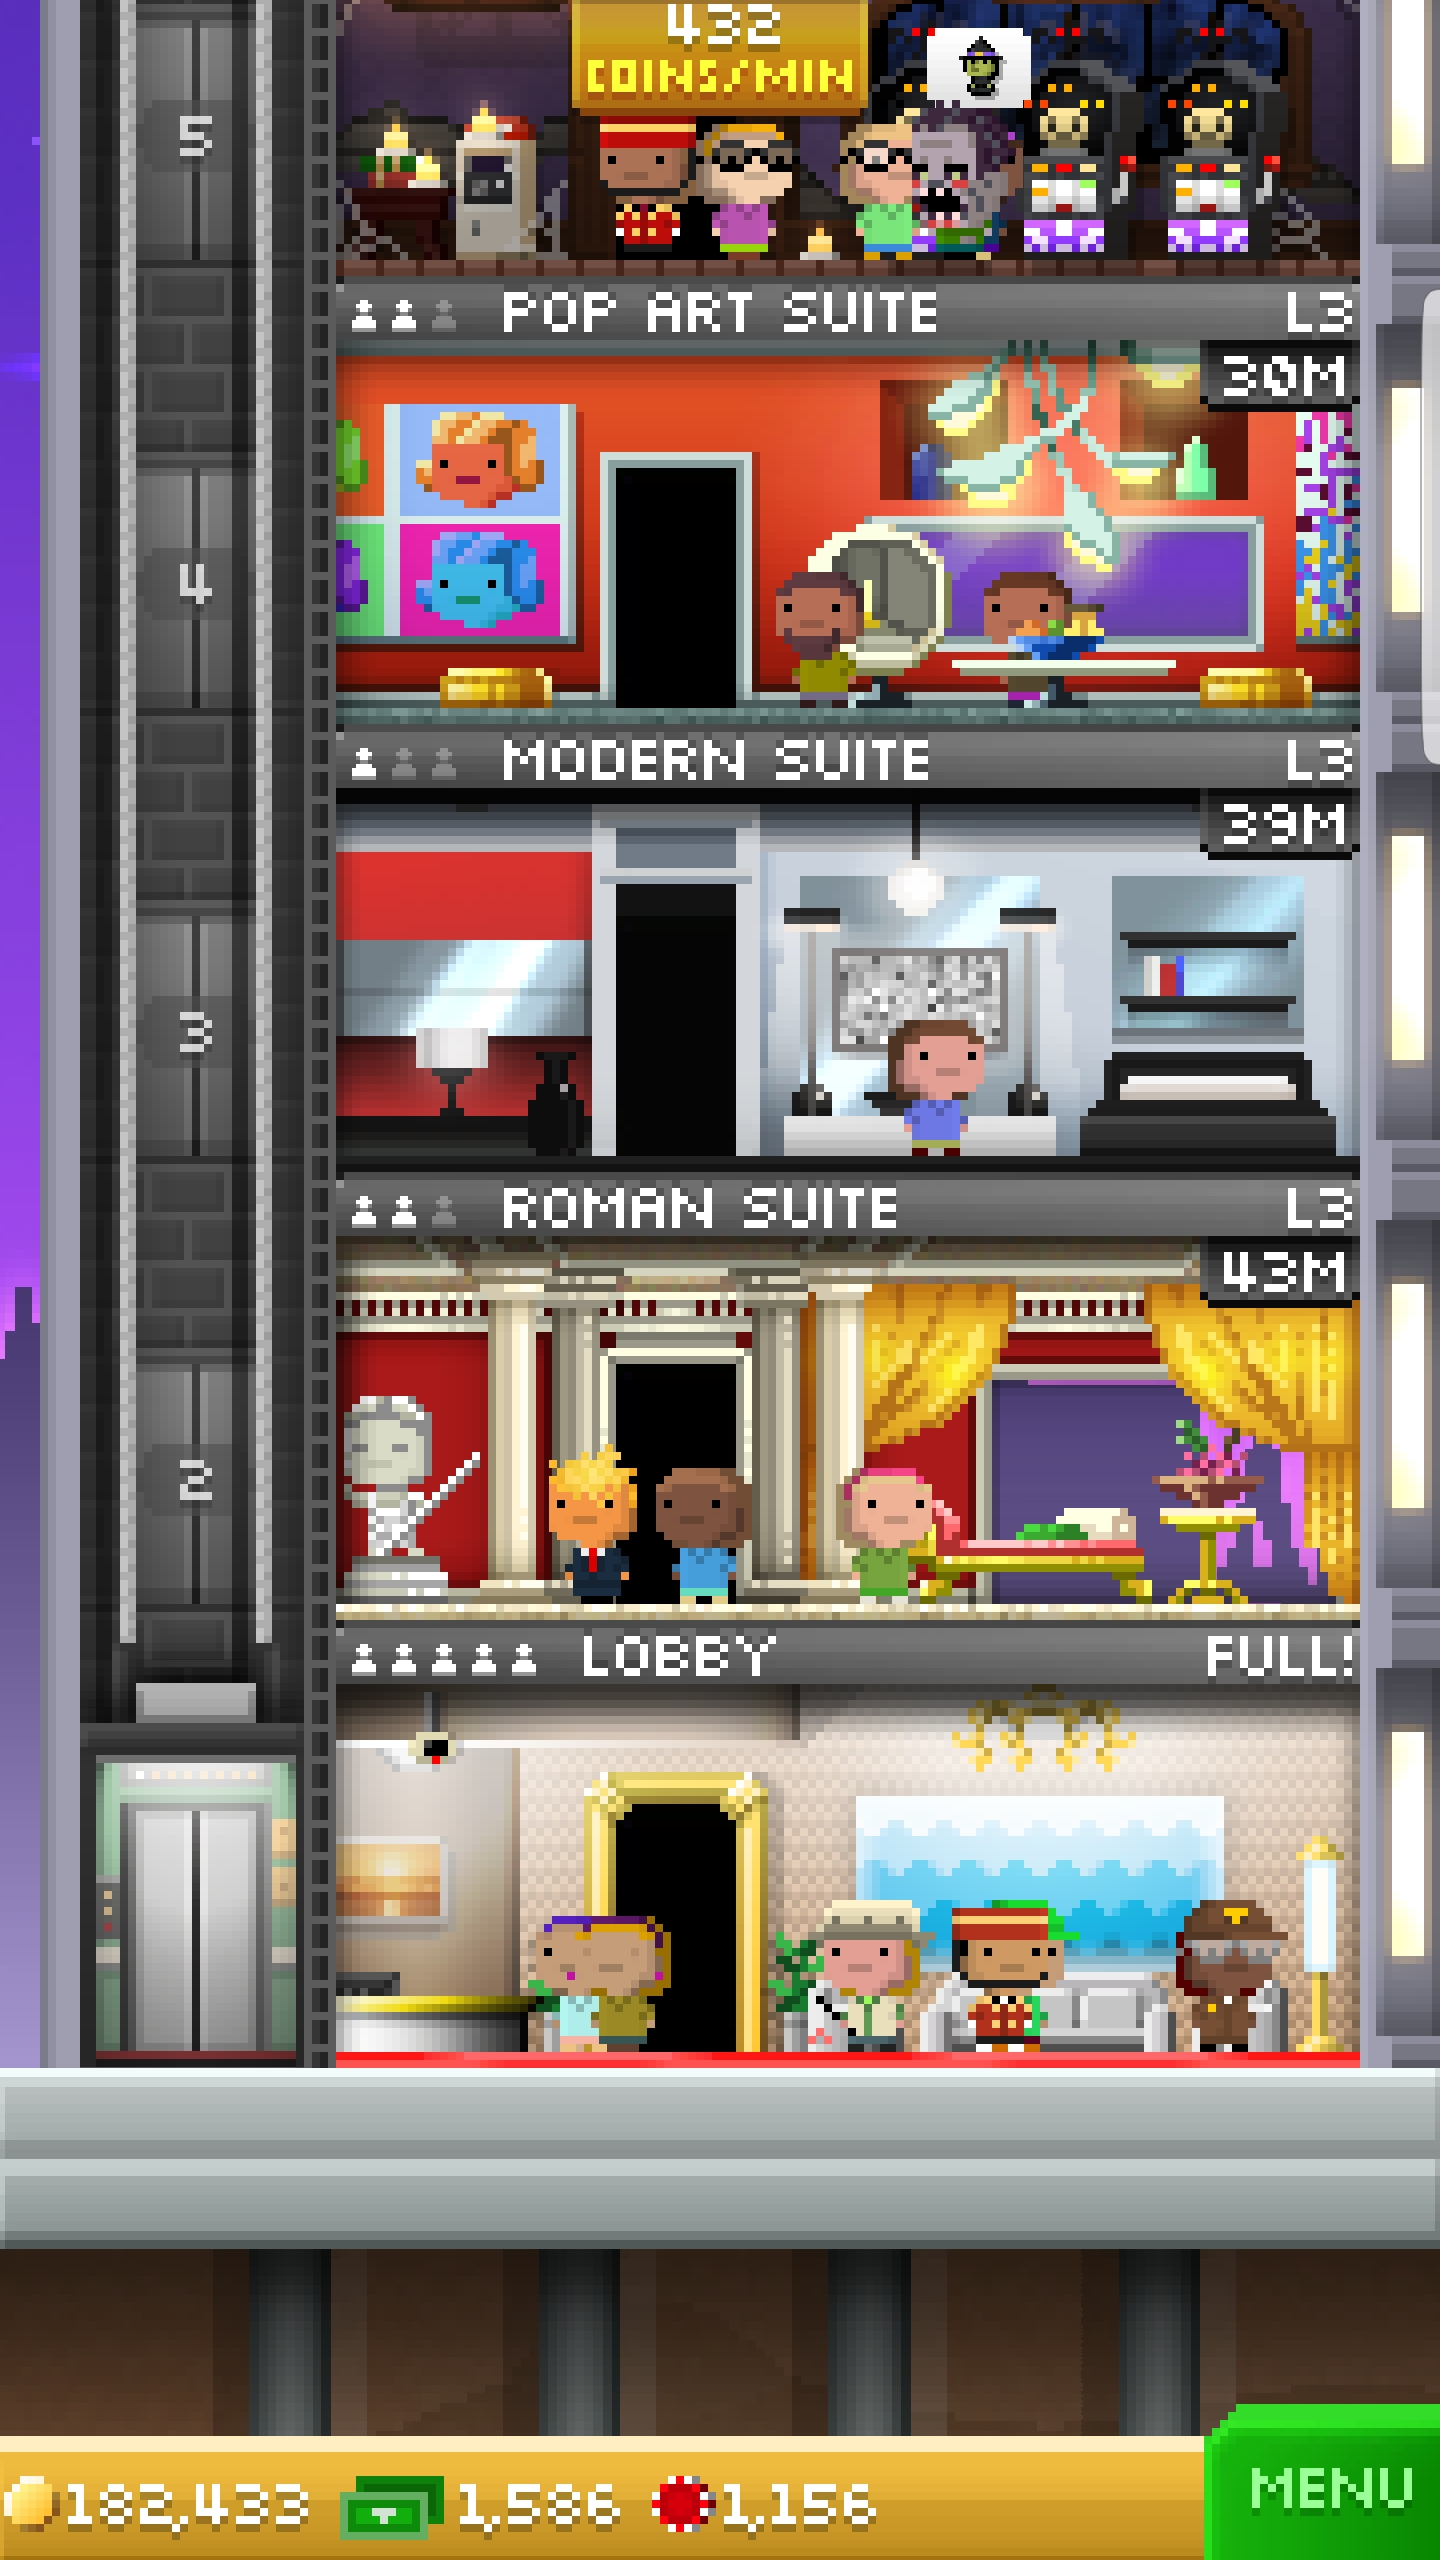 432
COINS/MIN
5
POP ART SUITE L3
30M
4
MODERN SUITE L3
39M
3
ROMAN SUITE L3
43M
2
LOBBY FULL!
182,433 1,586 1,156
MENU